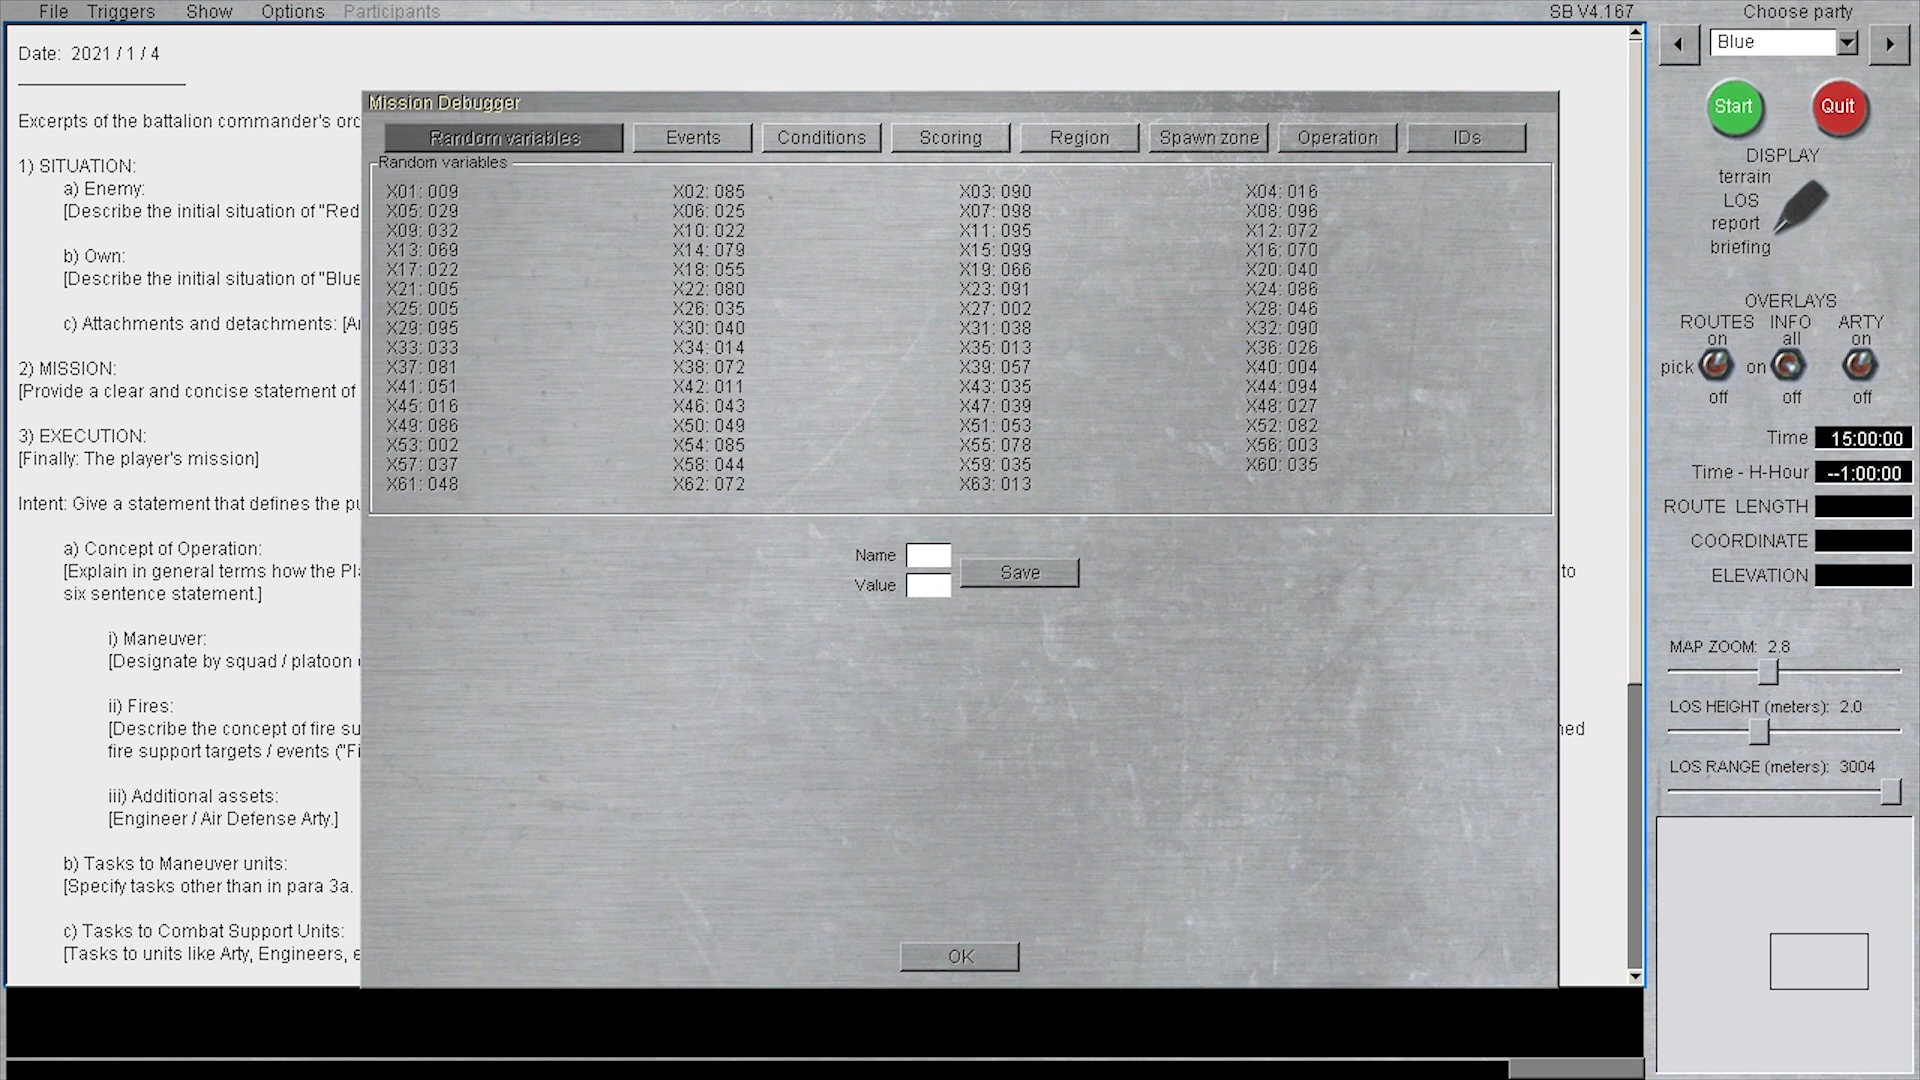 File Triggers Show Options Participants SB V4.167 Choose party
Blue
Date: 2021 / 1 / 4
Excerpts of the battalion commander's
1) SITUATION:
a) Enemy:
[Describe the initial situation of "Red
b) Own:
[Describe the initial situation of "Blue
c) Attachments and detachments:
2) MISSION:
[Provide a clear and concise statement of
3) EXECUTION:
[Finally: The player's mission]
Intent: Give a statement that defines the
a) Concept of Operation:
[Explain in general terms how the
to
six sentence statement.]
i) Maneuver:
[Designate by squad / platoon
ii) Fires:
[Describe the concept of fire
fire support targets / events
iii) Additional assets:
[Engineer / Air Defense Arty.]
b) Tasks to Maneuver units:
[Specify tasks other than in para 3a.
c) Tasks to Combat Support Units:
[Tasks to units like Arty, Engineers,
Mission Debugger
Random variables Events Conditions Scoring Region Spawn zone Operation IDs
Random variables
X01: 009 X02: 085 X03: 090 X04: 016
X05: 029 X06: 025 X07: 098 X08: 096
X09: 032 X10: 022 X11: 095 X12: 072
X13: 069 X14: 079 X15: 099 X16: 070
X17: 022 X18: 055 X19: 066 X20: 040
X21: 005 X22: 080 X23: 091 X24: 086
X25: 005 X26: 035 X27: 002 X28: 046
X29: 095 X30: 040 X31: 038 X32: 090
X33: 033 X34: 014 X35: 013 X36: 026
X37: 081 X38: 072 X39: 057 X40: 004
X41: 051 X42: 011 X43: 035 X44: 094
X45: 016 X46: 043 X47: 039 X48: 027
X49: 086 X50: 049 X51: 053 X52: 082
X53: 002 X54: 085 X55: 078 X56: 003
X57: 037 X58: 044 X59: 035 X60: 035
X61: 048 X62: 072 X63: 013
Name
Value
Save
OK
Start Quit
DISPLAY
terrain
LOS
report
briefing
OVERLAYS
ROUTES INFO ARTY
on all on
pick on
off off off
Time 15:00:00
Time - H-Hour --1:00:00
ROUTE LENGTH
COORDINATE
ELEVATION
MAP ZOOM: 2.8
LOS HEIGHT (meters): 2.0
LOS RANGE (meters): 3004